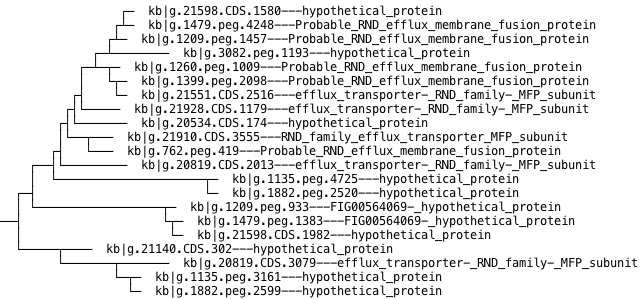 kb|g.21598.CDS.1580---hypothetical_protein
kb|g.1479.peg.4248---Probable_RND_efflux_membrane_fusion_protein
kb|g.1209.peg.1457---Probable_RND_efflux_membrane_fusion_protein
kb|g.3082.peg.1193---hypothetical_protein
kb|g.1260.peg.1009---Probable_RND_efflux_membrane_fusion_protein
kb|g.1399.peg.2098---Probable_RND_efflux_membrane_fusion_protein
kb|g.21551.CDS.2516---efflux_transporter-_RND_family-_MFP_subunit
kb|g.21928.CDS.1179---efflux_transporter-_RND_family-_MFP_subunit
kb|g.20534.CDS.174---hypothetical_protein
kb|g.21910.CDS.3555---RND_family_efflux_transporter_MFP_subunit
kb|g.762.peg.419---Probable_RND_efflux_membrane_fusion_protein
kb|g.20819.CDS.2013---efflux_transporter-_RND_family-_MFP_subunit
kb|g.1135.peg.4725---hypothetical_protein
kb|g.1882.peg.2520---hypothetical_protein
kb|g.1209.peg.933---FIG00564069-_hypothetical_protein
kb|g.1479.peg.1383---FIG00564069-_hypothetical_protein
kb|g.21598.CDS.1982---hypothetical_protein
kb|g.21140.CDS.302---hypothetical_protein
kb|g.20819.CDS.3079---efflux_transporter-_RND_family-_MFP_subunit
kb|g.1135.peg.3161---hypothetical_protein
kb|g.1882.peg.2599---hypothetical_protein